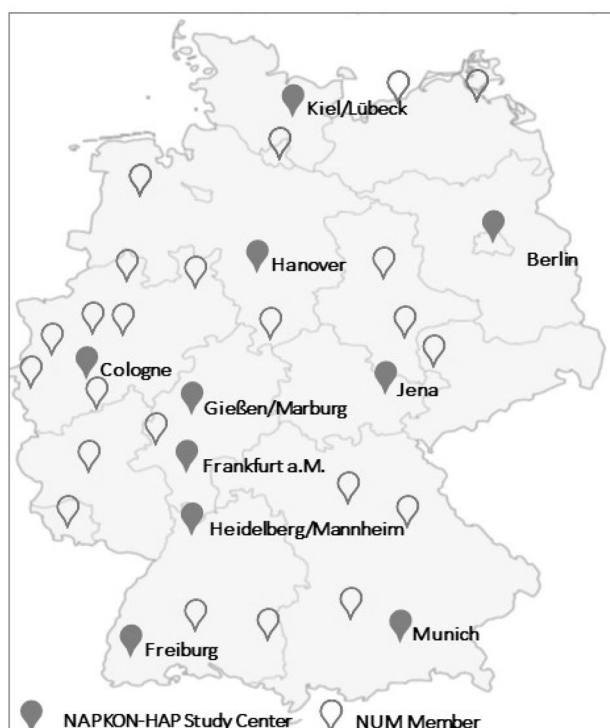 Kiel/Lübeck
Berlin
Hanover
Cologne
Jena
Gießen/Marburg
Frankfurt a.M.
Heidelberg/Mannheim
Munich
Freiburg
NAPKON-HAP Study Center NUM Member